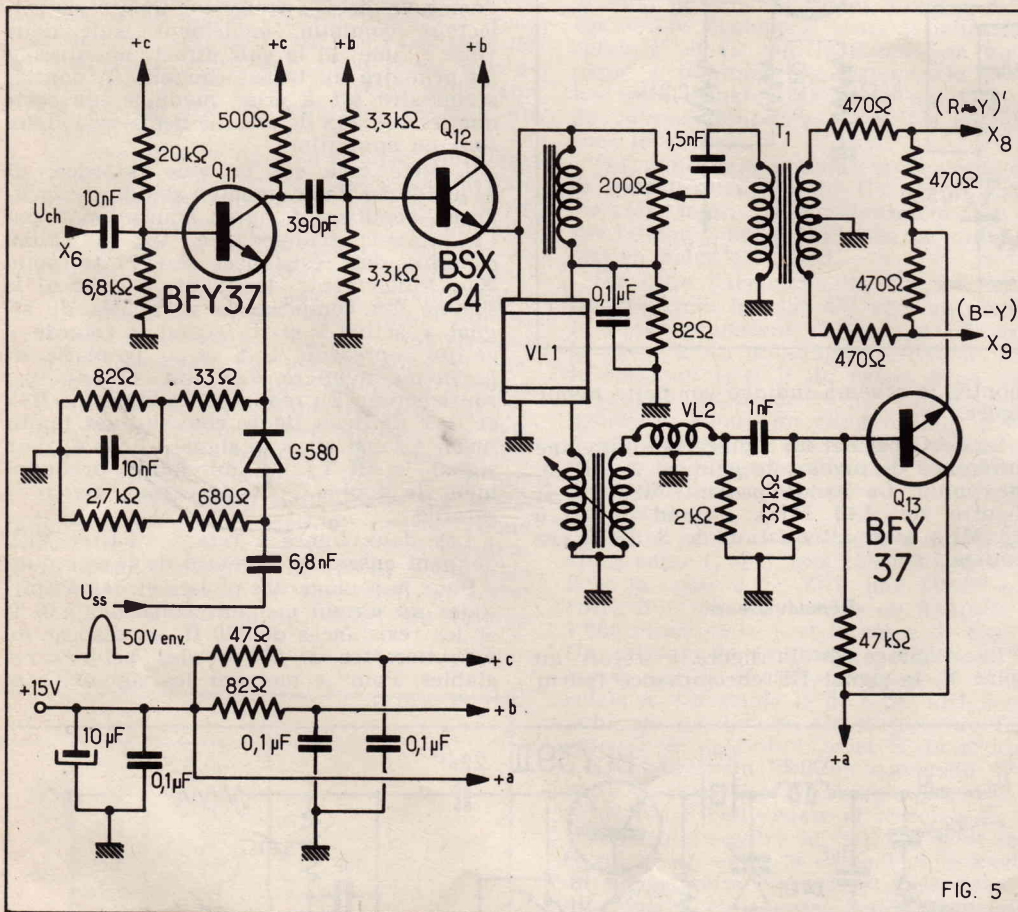 +c
+c
+b
+b
20kΩ
500Ω
3,3kΩ
Q11
Q12
10nF
Uch
X6
390pF
6,8kΩ
BFY37
3,3kΩ
BSX
24
200Ω
1,5nF
T1
470Ω
(R-Y)'
X8
470Ω
470Ω
(B-Y)
X9
470Ω
0,1µF
82Ω
VL1
VL2
1nF
2kΩ
33kΩ
Q13
BFY
37
47kΩ
+a
82Ω
33Ω
10nF
G580
2,7kΩ
680Ω
6,8nF
Uss
50V env.
+15V
47Ω
+c
82Ω
+b
10µF
0,1µF
0,1µF
0,1µF
+a
FIG. 5